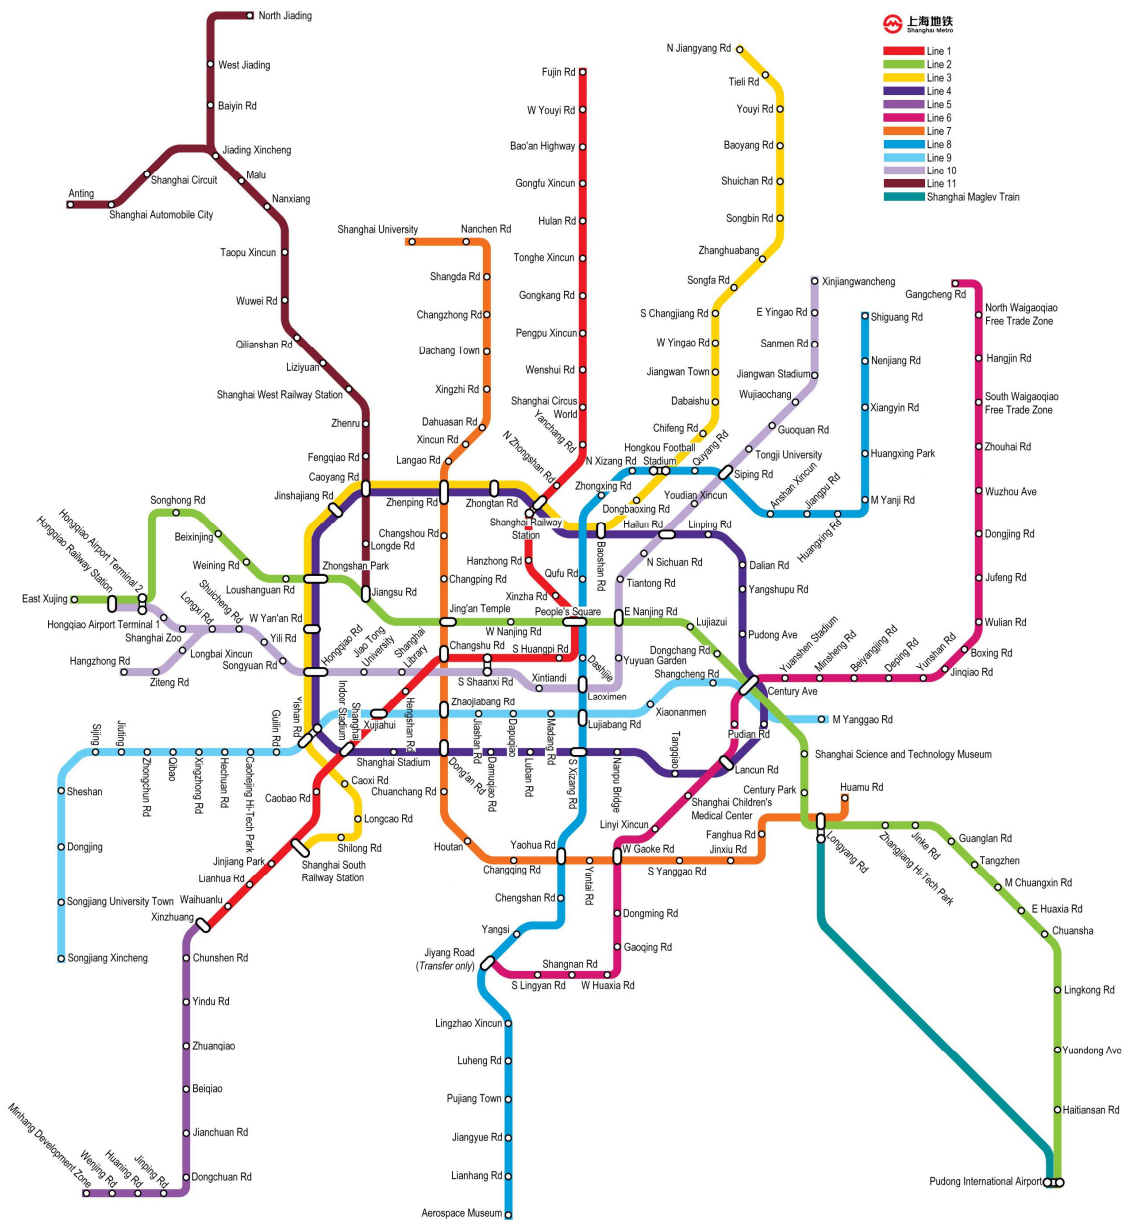 上海地铁
Shanghai Metro
Line 1
Line 2
Line 3
Line 4
Line 5
Line 6
Line 7
Line 8
Line 9
Line 10
Line 11
Shanghai Maglev Train
North Jiading
West Jiading
Baiyin Rd
Jiading Xincheng
Shanghai Circuit
Malu
Anting
Shanghai Automobile City
Nanxiang
Taopu Xincun
Wuwei Rd
Qilianshan Rd
Liziyuan
Shanghai West Railway Station
Zhenru
Fengqiao Rd
Caoyang Rd
Jinshajiang Rd
Longde Rd
Jiangsu Rd
Shanghai University
Nanchen Rd
Shangda Rd
Changzhong Rd
Dachang Town
Xingzhi Rd
Dahuasan Rd
Xincun Rd
Langao Rd
Zhenping Rd
Changshou Rd
Changping Rd
Jing'an Temple
Changshu Rd
Zhaojiabang Rd
Dong'an Rd
Chuanchang Rd
Houtan
Changqing Rd
Yaohua Rd
Yuntai Rd
W Gaoke Rd
S Yanggao Rd
Jinxiu Rd
Fanghua Rd
Longyang Rd
Huamu Rd
Fujin Rd
W Youyi Rd
Bao'an Highway
Gongfu Xincun
Hulan Rd
Tonghe Xincun
Gongkang Rd
Pengpu Xincun
Wenshui Rd
Shanghai Circus
World
Yanchang Rd
N Zhongshan Rd
Shanghai Railway
Station
Hanzhong Rd
Xinzha Rd
People's Square
S Huangpi Rd
S Shaanxi Rd
Hengshan Rd
Xujiahui
Shanghai
Indoor Stadium
Caobao Rd
Shanghai South
Railway Station
Jinjiang Park
Lianhua Rd
Waihuanlu
Xinzhuang
N Jiangyang Rd
Tieli Rd
Youyi Rd
Baoyang Rd
Shuichan Rd
Songbin Rd
Zhanghuabang
Songfa Rd
S Changjiang Rd
W Yingao Rd
Jiangwan Town
Dabaishu
Chifeng Rd
Hongkou Football
Stadium
Dongbaoxing Rd
Baoshan Rd
Zhongtan Rd
Zhongshan Park
W Yan'an Rd
Hongqiao Rd
Yishan Rd
Caoxi Rd
Longcao Rd
Shilong Rd
Xinjiangwancheng
E Yingao Rd
Sanmen Rd
Jiangwan Stadium
Wujiaochang
Guoquan Rd
Tongji University
Siping Rd
Youdian Xincun
Hailun Rd
N Sichuan Rd
Tiantong Rd
E Nanjing Rd
Yuyuan Garden
Laoximen
Xintiandi
Shanghai
Library
Jiao Tong
University
Songyuan Rd
Yili Rd
Shuicheng Rd
Longxi Rd
Shanghai Zoo
Hongqiao Airport Terminal 1
Hongqiao Airport Terminal 2
Hongqiao Railway Station
Longbai Xincun
Ziteng Rd
Hangzhong Rd
Shiguang Rd
Nenjiang Rd
Xiangyin Rd
Huangxing Park
M Yanji Rd
Huangxing Rd
Jiangpu Rd
Anshan Xincun
Quyang Rd
N Xizang Rd
Zhongxing Rd
Qufu Rd
Dashijie
Lujiabang Rd
S Xizang Rd
Chengshan Rd
Yangsi
Jiyang Road
(Transfer only)
Lingzhao Xincun
Luheng Rd
Pujiang Town
Jiangyue Rd
Lianhang Rd
Aerospace Museum
Gangcheng Rd
North Waigaoqiao
Free Trade Zone
Hangjin Rd
South Waigaoqiao
Free Trade Zone
Zhouhai Rd
Wuzhou Ave
Dongjing Rd
Jufeng Rd
Wulian Rd
Boxing Rd
Jinqiao Rd
Yunshan Rd
Deping Rd
Beiyangjing Rd
Minsheng Rd
Yuanshen Stadium
Century Ave
Pudian Rd
Lancun Rd
Shanghai Children's
Medical Center
Linyi Xincun
Dongming Rd
Gaoqing Rd
W Huaxia Rd
Shangnan Rd
S Lingyan Rd
East Xujing
Songhong Rd
Beixinjing
Weining Rd
Loushanguan Rd
W Nanjing Rd
Lujiazui
Dongchang Rd
Shanghai Science and Technology Museum
Century Park
Zhangjiang Hi-Tech Park
Jinke Rd
Guanglan Rd
Tangzhen
M Chuangxin Rd
E Huaxia Rd
Chuansha
Lingkong Rd
Yuandong Ave
Haitiansan Rd
Pudong International Airport
Linping Rd
Dalian Rd
Yangshupu Rd
Pudong Ave
Tangqiao
Nanpu Bridge
Luban Rd
Damuqiao Rd
Shanghai Stadium
M Yanggao Rd
Shangcheng Rd
Xiaonanmen
Madang Rd
Dapuqiao
Jiashan Rd
Guilin Rd
Caohejing Hi-Tech Park
Hechuan Rd
Xingzhong Rd
Qibao
Zhongchun Rd
Jiuting
Sijing
Sheshan
Dongjing
Songjiang University Town
Songjiang Xincheng
Chunshen Rd
Yindu Rd
Zhuanqiao
Beiqiao
Jianchuan Rd
Dongchuan Rd
Jinping Rd
Huaning Rd
Wenjing Rd
Minhang Development Zone